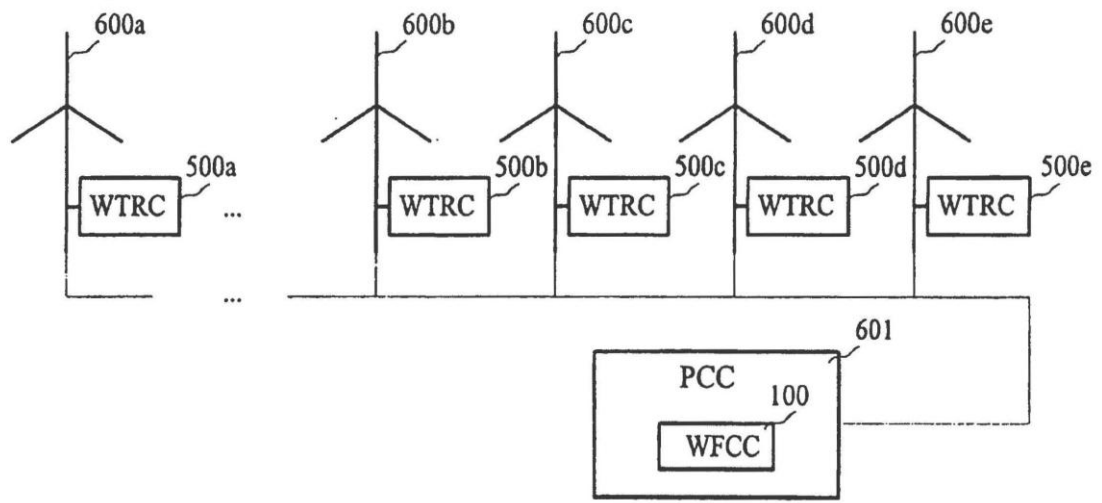 600a 600b 600c 600d 600e
500a 500b 500c 500d 500e
WTRC ... WTRC WTRC WTRC WTRC
...
601
PCC
100
WFCC